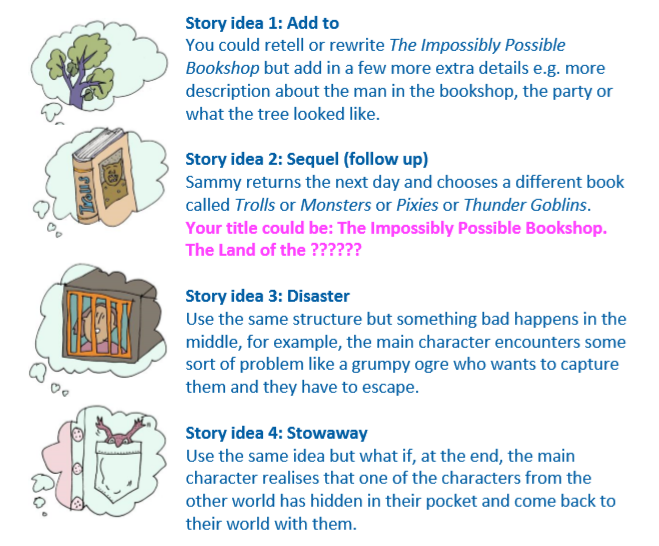 Story idea 1: Add to
You could retell or rewrite The Impossibly Possible
Bookshop but add in a few more extra details e.g. more
description about the man in the bookshop, the party or
what the tree looked like.
Story idea 2: Sequel (follow up)
Trolls
Sammy returns the next day and chooses a different book
called Trolls or Monsters or Pixies or Thunder Goblins.
Your title could be: The Impossibly Possible Bookshop.
The Land of the ??????
Story idea 3: Disaster
Use the same structure but something bad happens in the
middle, for example, the main character encounters some
sort of problem like a grumpy ogre who wants to capture
them and they have to escape.
Story idea 4: Stowaway
Use the same idea but what if, at the end, the main
character realises that one of the characters from the
other world has hidden in their pocket and come back to
their world with them.